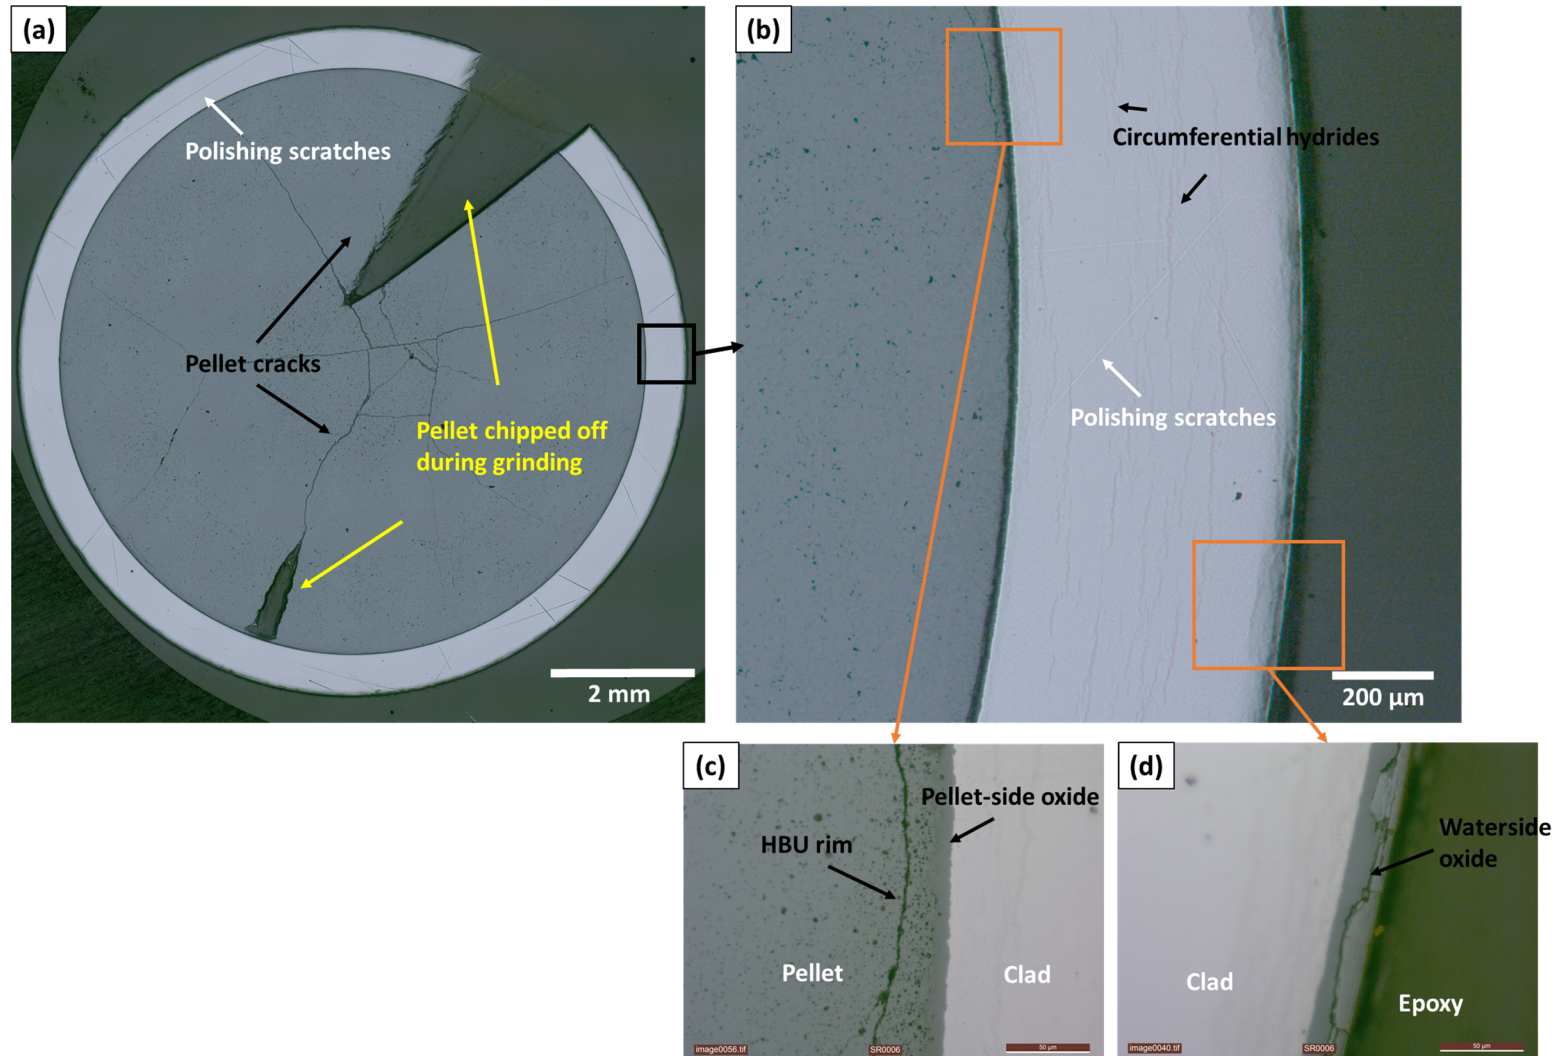 (a)
Polishing scratches
Pellet cracks
Pellet chipped off
during grinding
2 mm
(b)
Circumferential hydrides
Polishing scratches
200 µm
(c)
Pellet-side oxide
HBU rim
Pellet
Clad
image0056.tif
SR0006
50 µm
(d)
Waterside
oxide
Clad
Epoxy
image0040.tif
SR0006
50 µm